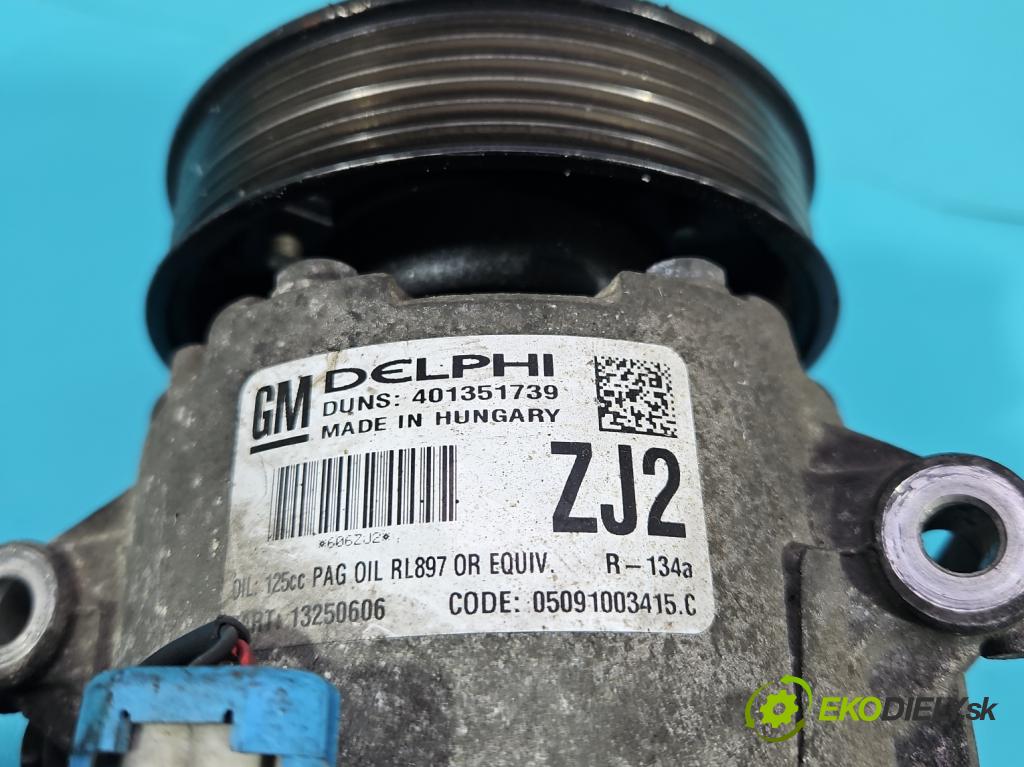 GM DELPHI
DUNS: 401351739
MADE IN HUNGARY
ZJ2
*606ZJ2*
OIL: 125cc PAG OIL RL897 OR EQUIV. R-134a
PART: 13250606 CODE: 05091003415.C
EKODIELY.sk